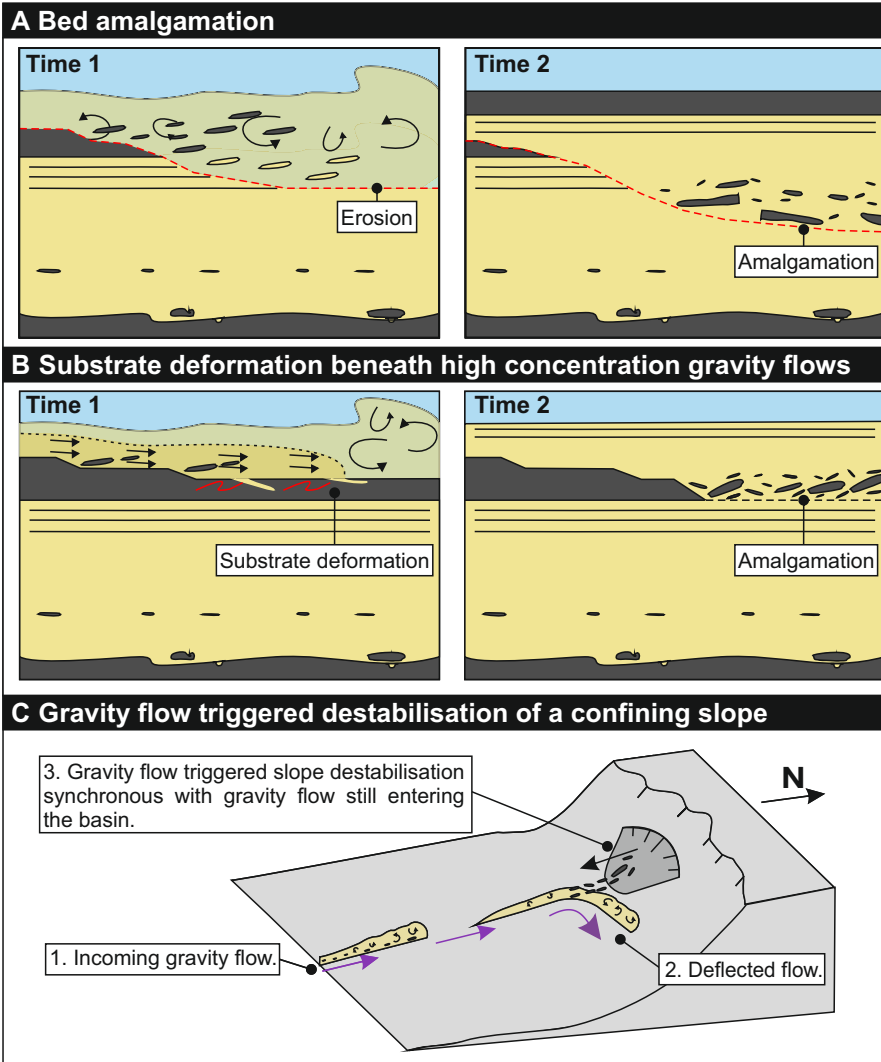 A Bed amalgamation
Time 1
Time 2
Erosion
Amalgamation
B Substrate deformation beneath high concentration gravity flows
Time 1
Time 2
Substrate deformation
Amalgamation
C Gravity flow triggered destabilisation of a confining slope
3. Gravity flow triggered slope destabilisation
synchronous with gravity flow still entering
the basin.
N
1. Incoming gravity flow.
2. Deflected flow.